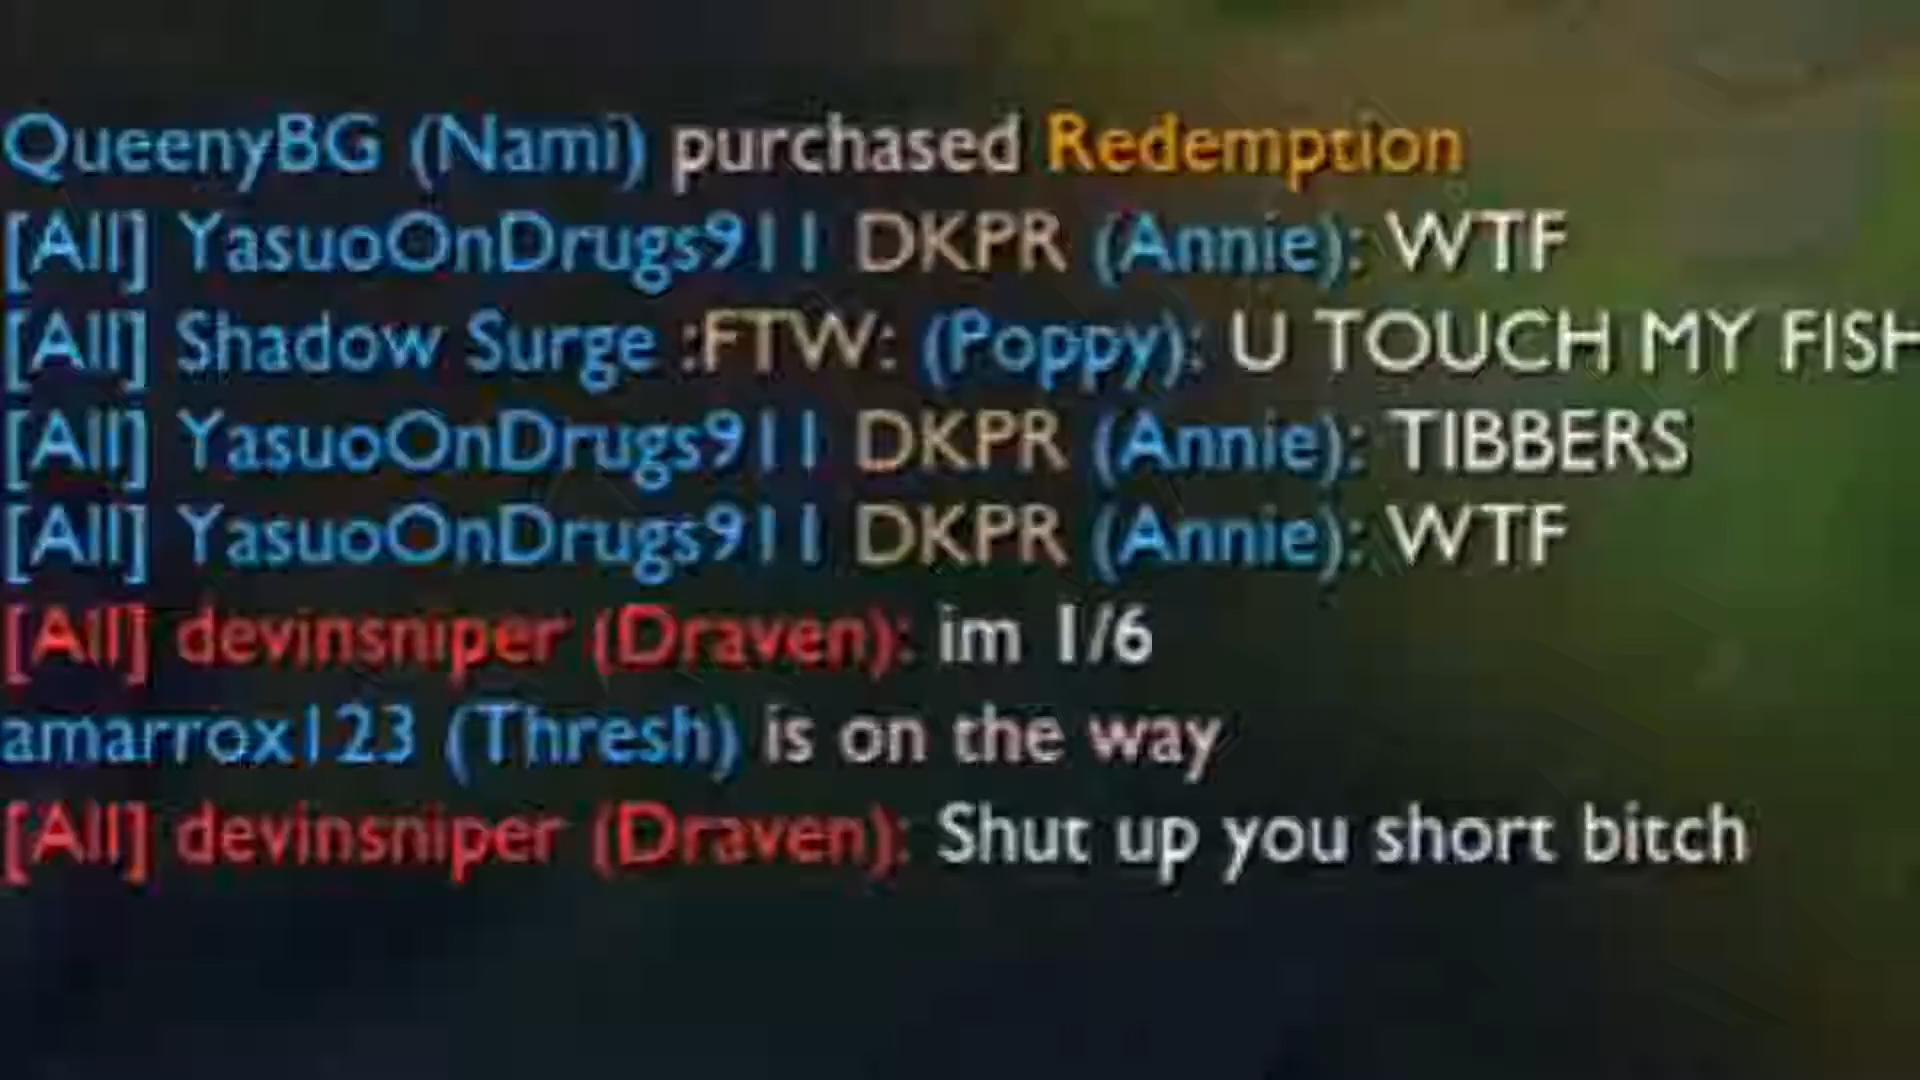 QueenyBG (Nami) purchased Redemption
[All] YasuoOnDrugs911 DKPR (Annie): WTF
[All] Shadow Surge :FTW: (Poppy): U TOUCH MY FISH
[All] YasuoOnDrugs911 DKPR (Annie): TIBBERS
[All] YasuoOnDrugs911 DKPR (Annie): WTF
[All] devinsniper (Draven): im 1/6
amarrox123 (Thresh) is on the way
[All] devinsniper (Draven): Shut up you short bitch